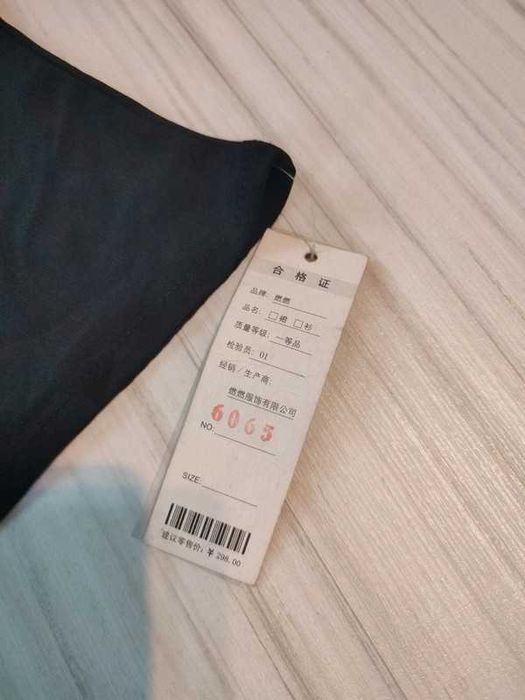 合格证
品牌: 燃燃
品名: □裙 □衫
质量等级: 一等品
检验员: 01
经销/生产商:
燃燃服饰有限公司
NO: 6065
SIZE:
建议零售价: ¥ 298.00